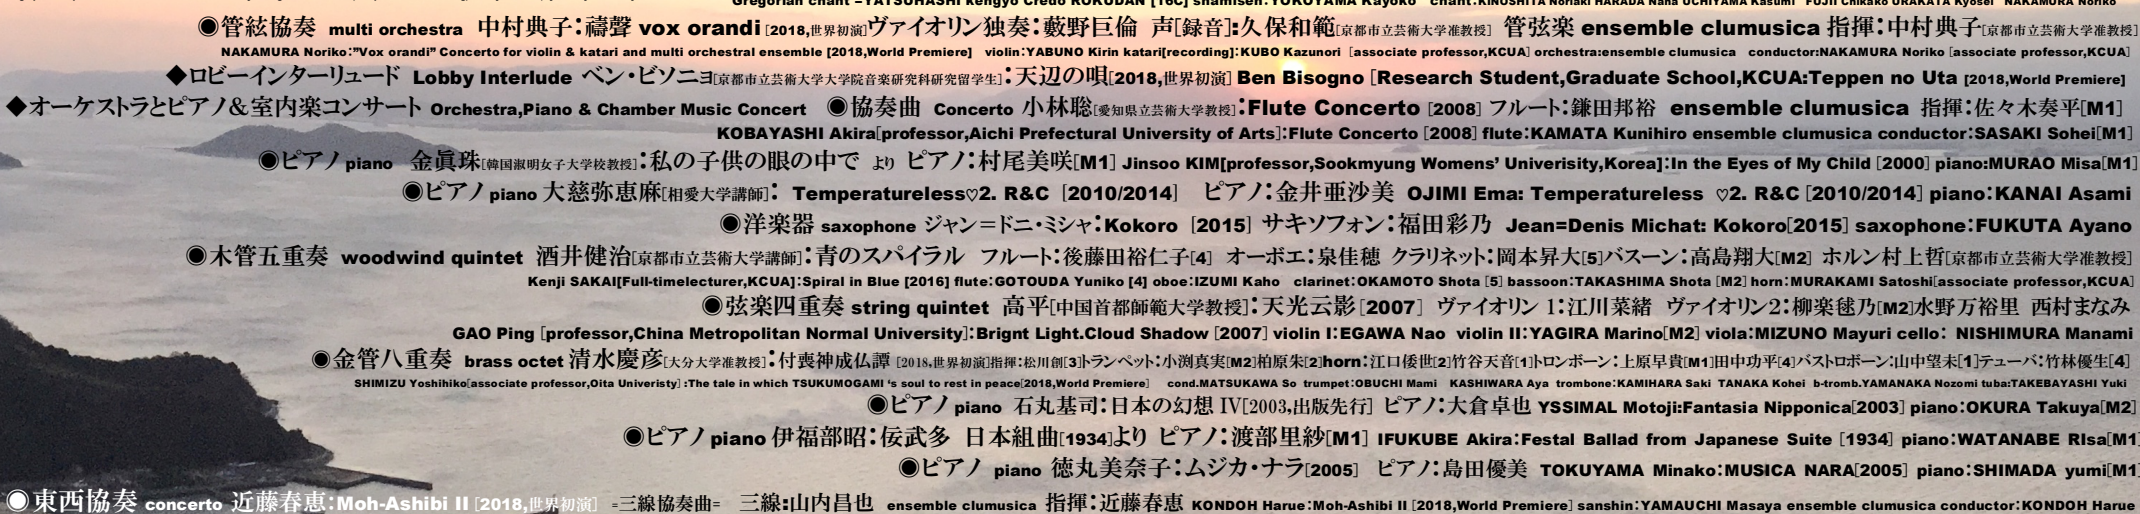 Gregorian chant –YATSUHASHI kengyo Credo ROKUDAN [16C] shamisen:YOKOYAMA Kayoko chant:KINOSHITA Noriaki HARADA Nana UCHIYAMA Kasumi FUJII Chikako URAKATA Kyosei NAKAMURA Noriko
◉管絃協奏 multi orchestra 中村典子:禱聲 vox orandi [2018,世界初演]ヴァイオリン独奏:藪野巨倫 声[録音]:久保和範[京都市立芸術大学准教授] 管弦楽 ensemble clumusica 指揮:中村典子[京都市立芸術大学准教授]
NAKAMURA Noriko:"Vox orandi" Concerto for violin & katari and multi orchestral ensemble [2018,World Premiere] violin:YABUNO Kirin katari[recording]:KUBO Kazunori [associate professor,KCUA] orchestra:ensemble clumusica conductor:NAKAMURA Noriko [associate professor,KCUA]
◆ロビーインターリュード Lobby Interlude ベン・ビソニョ[京都市立芸術大学大学院音楽研究科研究留学生]:天辺の唄[2018,世界初演] Ben Bisogno [Research Student,Graduate School,KCUA:Teppen no Uta [2018,World Premiere]
◆オーケストラとピアノ&室内楽コンサート Orchestra,Piano & Chamber Music Concert ◉協奏曲 Concerto 小林聡[愛知県立芸術大学教授]:Flute Concerto [2008] フルート:鎌田邦裕 ensemble clumusica 指揮:佐々木奏平[M1]
KOBAYASHI Akira[professor,Aichi Prefectural University of Arts]:Flute Concerto [2008] flute:KAMATA Kunihiro ensemble clumusica conductor:SASAKI Sohei[M1]
◉ピアノ piano 金眞珠[韓国淑明女子大学校教授]:私の子供の眼の中で より ピアノ:村尾美咲[M1] Jinsoo KIM[professor,Sookmyung Womens' Univerisity,Korea]:In the Eyes of My Child [2000] piano:MURAO Misa[M1]
◉ピアノ piano 大慈弥恵麻[相愛大学講師]: Temperatureless♡2. R&C [2010/2014] ピアノ:金井亜沙美 OJIMI Ema: Temperatureless ♡2. R&C [2010/2014] piano:KANAI Asami
◉洋楽器 saxophone ジャン=ドニ・ミシャ:Kokoro [2015] サキソフォン:福田彩乃 Jean=Denis Michat: Kokoro[2015] saxophone:FUKUTA Ayano
◉木管五重奏 woodwind quintet 酒井健治[京都市立芸術大学講師]:青のスパイラル フルート:後藤田裕仁子[4] オーボエ:泉佳穂 クラリネット:岡本昇大[5]バスーン:高島翔大[M2] ホルン村上哲[京都市立芸術大学准教授]
Kenji SAKAI[Full-timelecturer,KCUA]:Spiral in Blue [2016] flute:GOTOUDA Yuniko [4] oboe:IZUMI Kaho clarinet:OKAMOTO Shota [5] bassoon:TAKASHIMA Shota [M2] horn:MURAKAMI Satoshi[associate professor,KCUA]
◉弦楽四重奏 string quintet 高平[中国首都師範大学教授]:天光云影[2007] ヴァイオリン 1:江川菜緒 ヴァイオリン2:柳楽毬乃[M2]水野万裕里 西村まなみ
GAO Ping [professor,China Metropolitan Normal University]:Brignt Light.Cloud Shadow [2007] violin I:EGAWA Nao violin II:YAGIRA Marino[M2] viola:MIZUNO Mayuri cello: NISHIMURA Manami
◉金管八重奏 brass octet 清水慶彦[大分大学准教授]:付喪神成仏譚 [2018,世界初演]指揮:松川創[3]トランペット:小渕真実[M2]柏原朱[2]horn:江口倭世[2]竹谷天音[1]トロンボーン:上原早貴[M1]田中功平[4]バストロボーン:山中望未[1]テューバ:竹林優生[4]
SHIMIZU Yoshihiko[associate professor,Oita Univeristy] :The tale in which TSUKUMOGAMI 's soul to rest in peace[2018,World Premiere] cond.MATSUKAWA So trumpet:OBUCHI Mami KASHIWARA Aya trombone:KAMIHARA Saki TANAKA Kohei b-tromb.YAMANAKA Nozomi tuba:TAKEBAYASHI Yuki
◉ピアノ piano 石丸基司:日本の幻想 IV[2003,出版先行] ピアノ:大倉卓也 YSSIMAL Motoji:Fantasia Nipponica[2003] piano:OKURA Takuya[M2]
◉ピアノ piano 伊福部昭:佞武多 日本組曲[1934]より ピアノ:渡部里紗[M1] IFUKUBE Akira:Festal Ballad from Japanese Suite [1934] piano:WATANABE RIsa[M1]
◉ピアノ piano 徳丸美奈子:ムジカ・ナラ[2005] ピアノ:島田優美 TOKUYAMA Minako:MUSICA NARA[2005] piano:SHIMADA yumi[M1]
◉東西協奏 concerto 近藤春恵:Moh-Ashibi II [2018,世界初演] =三線協奏曲= 三線:山内昌也 ensemble clumusica 指揮:近藤春恵 KONDOH Harue:Moh-Ashibi II [2018,World Premiere] sanshin:YAMAUCHI Masaya ensemble clumusica conductor:KONDOH Harue